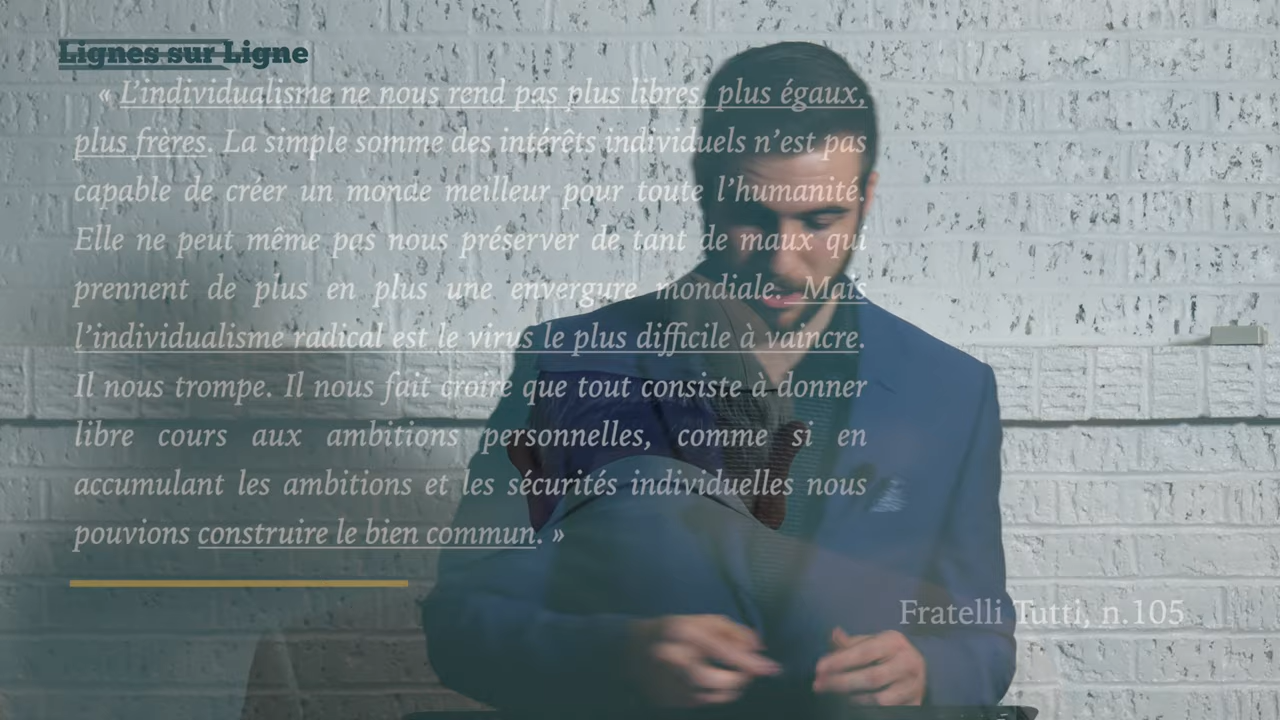 Lignes sur Ligne
« L’individualisme ne nous rend pas plus libres, plus égaux,
plus frères. La simple somme des intérêts individuels n’est pas
capable de créer un monde meilleur pour toute l’humanité.
Elle ne peut même pas nous préserver de tant de maux qui
prennent de plus en plus une envergure mondiale. Mais
l’individualisme radical est le virus le plus difficile à vaincre.
Il nous trompe. Il nous fait croire que tout consiste à donner
libre cours aux ambitions personnelles, comme si en
accumulant les ambitions et les sécurités individuelles nous
pouvions construire le bien commun. »
Fratelli Tutti, n.105